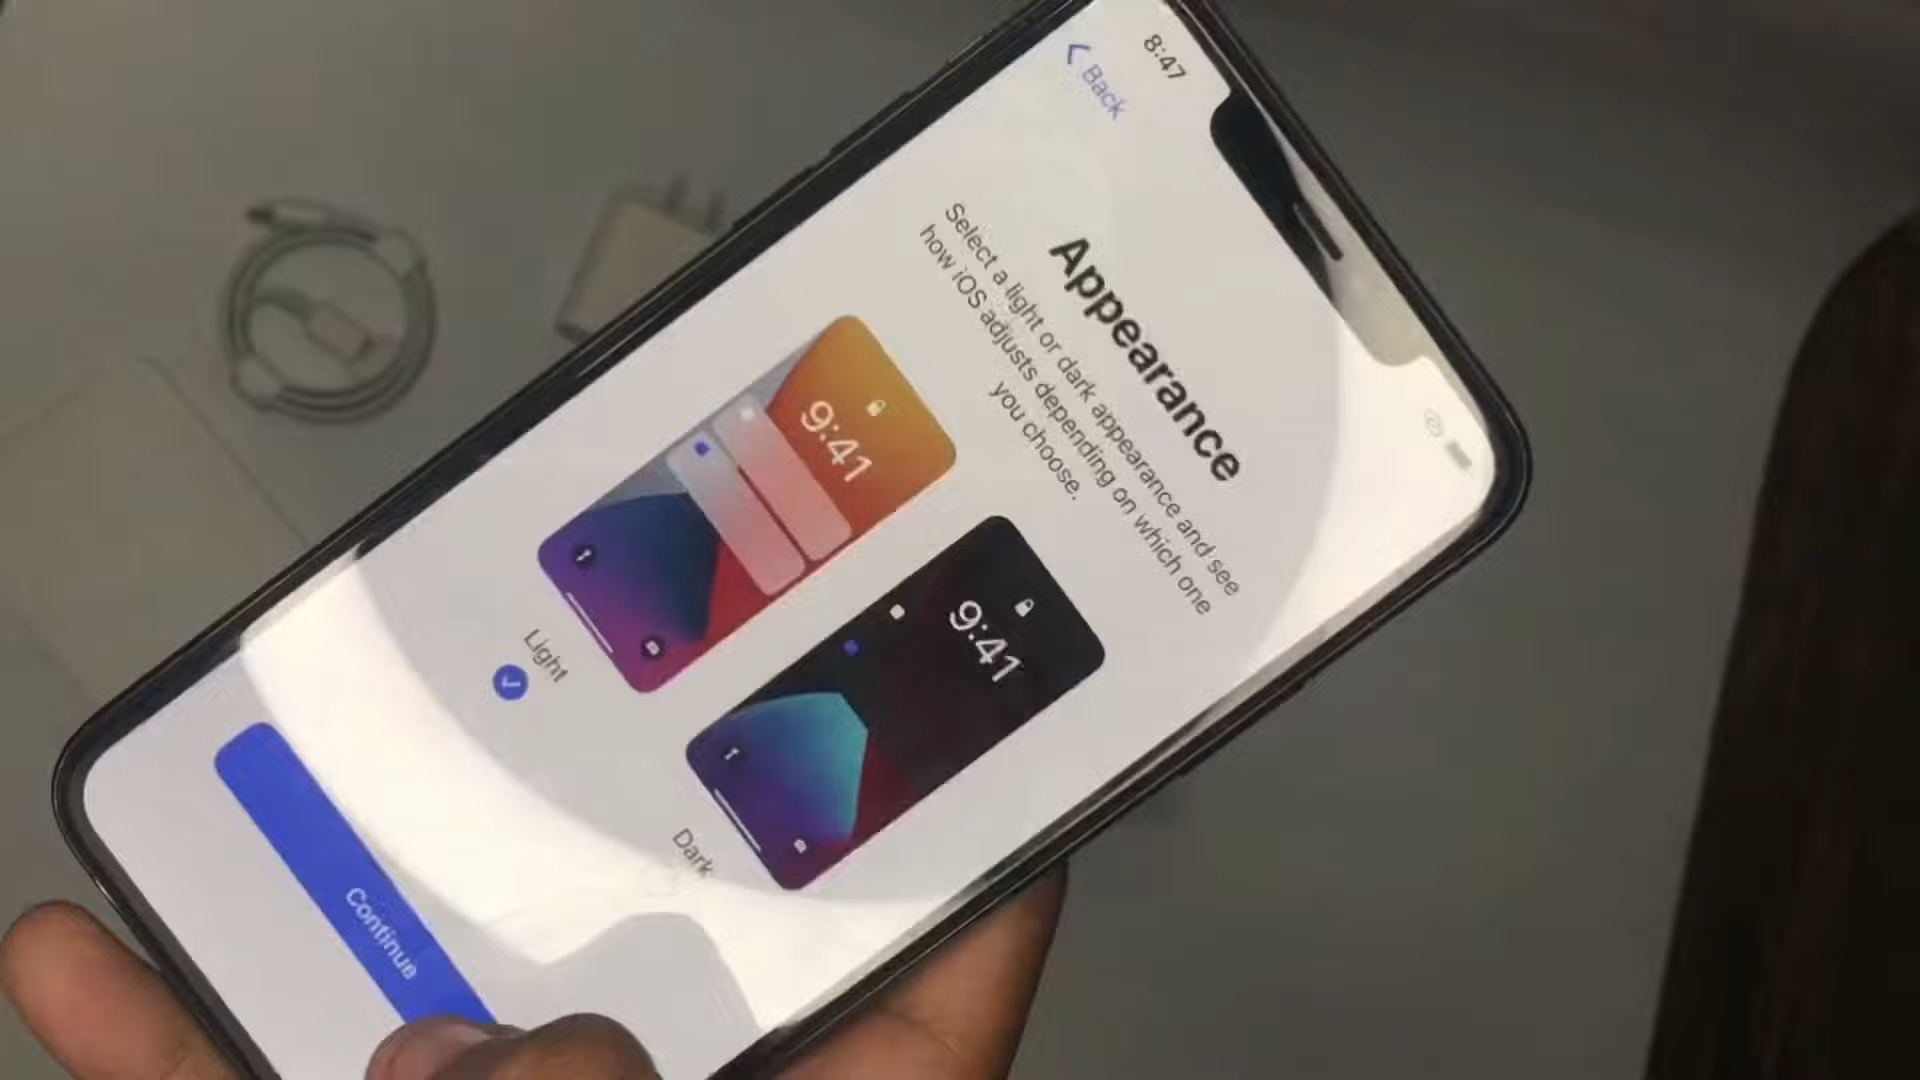 8:47
Back
Appearance
Select a light or dark appearance and see
how iOS adjusts depending on which one
you choose.
9:41
9:41
Light
Dark
Continue